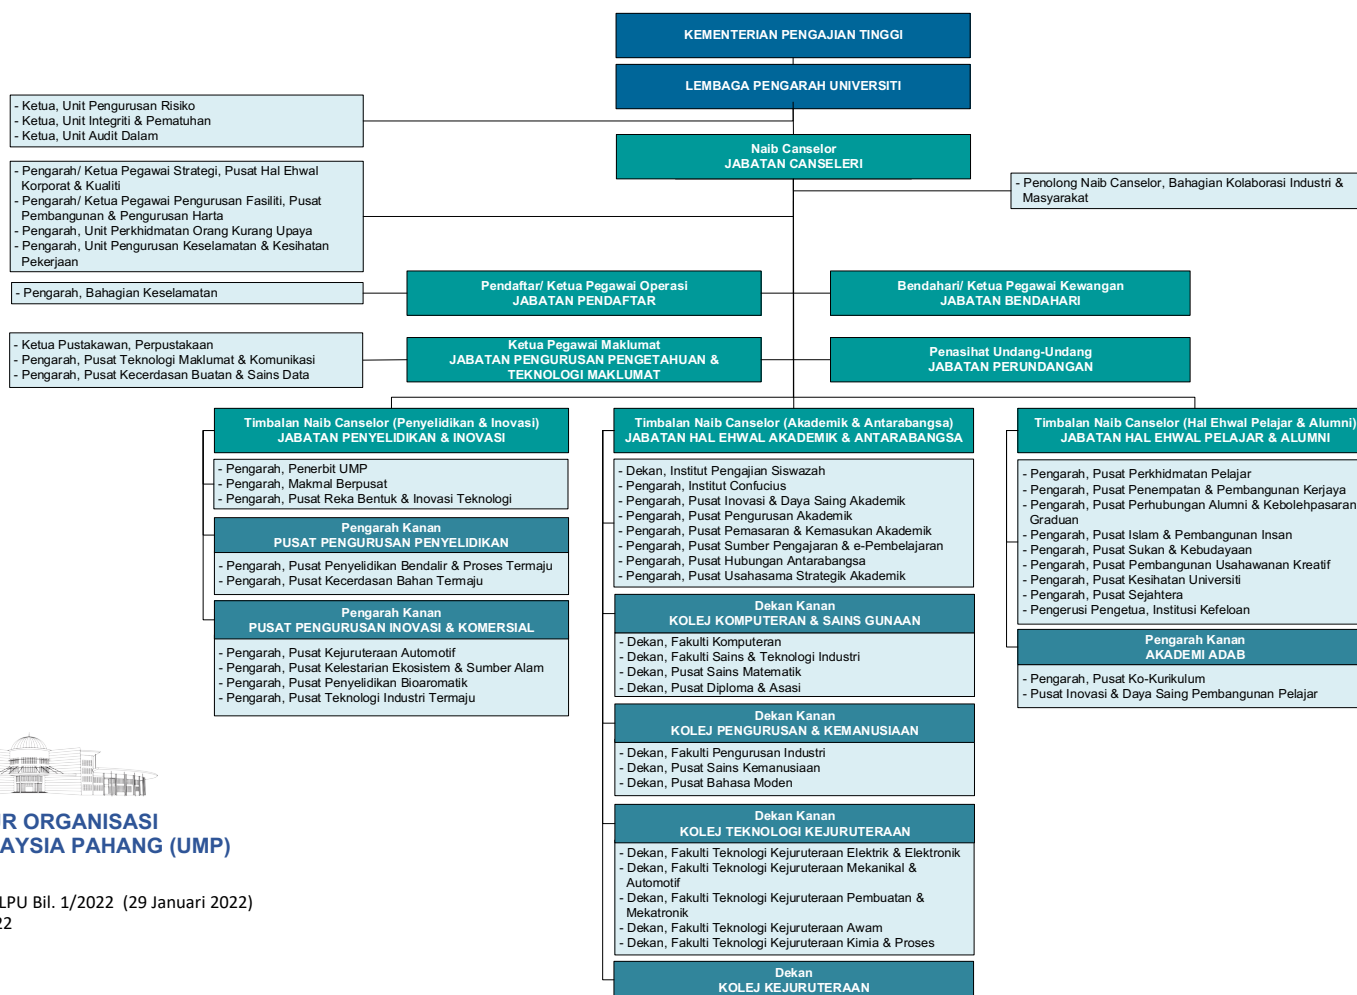 KEMENTERIAN PENGAJIAN TINGGI
LEMBAGA PENGARAH UNIVERSITI
- Ketua, Unit Pengurusan Risiko
- Ketua, Unit Integriti & Pematuhan
- Ketua, Unit Audit Dalam
Naib Canselor
JABATAN CANSELERI
- Pengarah/ Ketua Pegawai Strategi, Pusat Hal Ehwal
Korporat & Kualiti
- Pengarah/ Ketua Pegawai Pengurusan Fasiliti, Pusat
Pembangunan & Pengurusan Harta
- Pengarah, Unit Perkhidmatan Orang Kurang Upaya
- Pengarah, Unit Pengurusan Keselamatan & Kesihatan
Pekerjaan
- Penolong Naib Canselor, Bahagian Kolaborasi Industri &
Masyarakat
- Pengarah, Bahagian Keselamatan
Pendaftar/ Ketua Pegawai Operasi
JABATAN PENDAFTAR
Bendahari/ Ketua Pegawai Kewangan
JABATAN BENDAHARI
- Ketua Pustakawan, Perpustakaan
- Pengarah, Pusat Teknologi Maklumat & Komunikasi
- Pengarah, Pusat Kecerdasan Buatan & Sains Data
Ketua Pegawai Maklumat
JABATAN PENGURUSAN PENGETAHUAN &
TEKNOLOGI MAKLUMAT
Penasihat Undang-Undang
JABATAN PERUNDANGAN
Timbalan Naib Canselor (Penyelidikan & Inovasi)
JABATAN PENYELIDIKAN & INOVASI
- Pengarah, Penerbit UMP
- Pengarah, Makmal Berpusat
- Pengarah, Pusat Reka Bentuk & Inovasi Teknologi
Pengarah Kanan
PUSAT PENGURUSAN PENYELIDIKAN
- Pengarah, Pusat Penyelidikan Bendalir & Proses Termaju
- Pengarah, Pusat Kecerdasan Bahan Termaju
Pengarah Kanan
PUSAT PENGURUSAN INOVASI & KOMERSIAL
- Pengarah, Pusat Kejuruteraan Automotif
- Pengarah, Pusat Kelestarian Ekosistem & Sumber Alam
- Pengarah, Pusat Penyelidikan Bioaromatik
- Pengarah, Pusat Teknologi Industri Termaju
Timbalan Naib Canselor (Akademik & Antarabangsa)
JABATAN HAL EHWAL AKADEMIK & ANTARABANGSA
- Dekan, Institut Pengajian Siswazah
- Pengarah, Institut Confucius
- Pengarah, Pusat Inovasi & Daya Saing Akademik
- Pengarah, Pusat Pengurusan Akademik
- Pengarah, Pusat Pemasaran & Kemasukan Akademik
- Pengarah, Pusat Sumber Pengajaran & e-Pembelajaran
- Pengarah, Pusat Hubungan Antarabangsa
- Pengarah, Pusat Usahasama Strategik Akademik
Dekan Kanan
KOLEJ KOMPUTERAN & SAINS GUNAAN
- Dekan, Fakulti Komputeran
- Dekan, Fakulti Sains & Teknologi Industri
- Dekan, Pusat Sains Matematik
- Dekan, Pusat Diploma & Asasi
Dekan Kanan
KOLEJ PENGURUSAN & KEMANUSIAAN
- Dekan, Fakulti Pengurusan Industri
- Dekan, Pusat Sains Kemanusiaan
- Dekan, Pusat Bahasa Moden
Dekan Kanan
KOLEJ TEKNOLOGI KEJURUTERAAN
- Dekan, Fakulti Teknologi Kejuruteraan Elektrik & Elektronik
- Dekan, Fakulti Teknologi Kejuruteraan Mekanikal &
Automotif
- Dekan, Fakulti Teknologi Kejuruteraan Pembuatan &
Mekatronik
- Dekan, Fakulti Teknologi Kejuruteraan Awam
- Dekan, Fakulti Teknologi Kejuruteraan Kimia & Proses
Dekan
KOLEJ KEJURUTERAAN
Timbalan Naib Canselor (Hal Ehwal Pelajar & Alumni)
JABATAN HAL EHWAL PELAJAR & ALUMNI
- Pengarah, Pusat Perkhidmatan Pelajar
- Pengarah, Pusat Penempatan & Pembangunan Kerjaya
- Pengarah, Pusat Perhubungan Alumni & Kebolehpasaran
Graduan
- Pengarah, Pusat Islam & Pembangunan Insan
- Pengarah, Pusat Sukan & Kebudayaan
- Pengarah, Pusat Pembangunan Usahawanan Kreatif
- Pengarah, Pusat Kesihatan Universiti
- Pengarah, Pusat Sejahtera
- Pengerusi Pengetua, Institusi Kefeloan
Pengarah Kanan
AKADEMI ADAB
- Pengarah, Pusat Ko-Kurikulum
- Pusat Inovasi & Daya Saing Pembangunan Pelajar
UR ORGANISASI
AYSIA PAHANG (UMP)
LPU Bil. 1/2022 (29 Januari 2022)
22